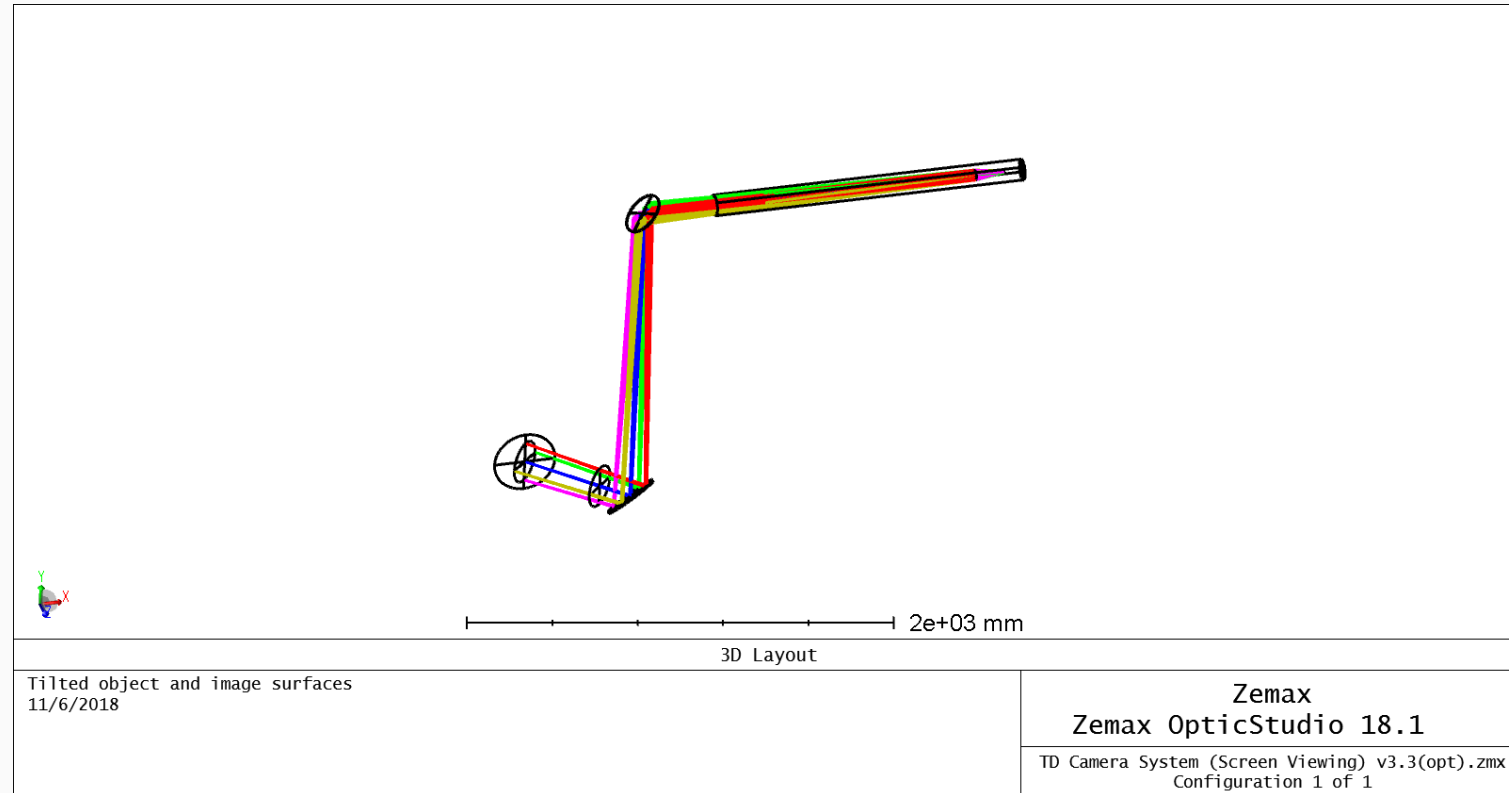 Y
X
Z
2e+03 mm
3D Layout
Tilted object and image surfaces
11/6/2018
Zemax
Zemax OpticStudio 18.1
TD Camera System (Screen Viewing) v3.3(opt).zmx
Configuration 1 of 1